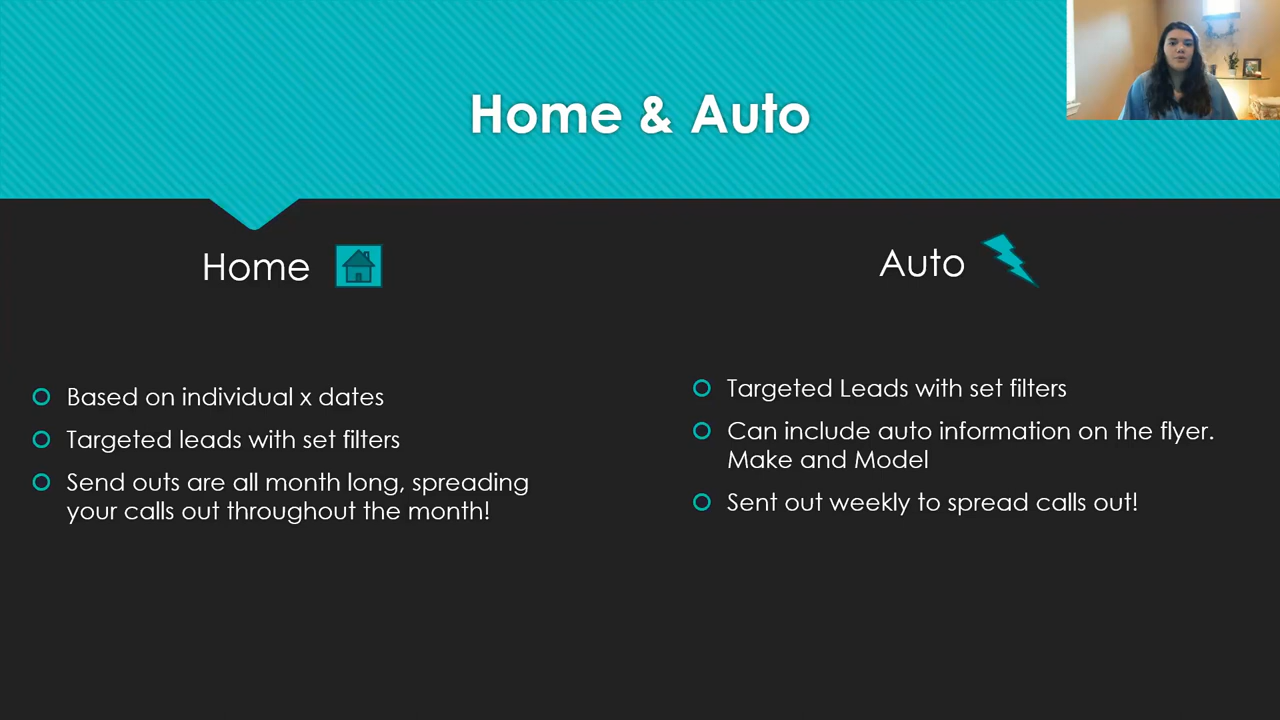 Home & Auto
Home
Based on individual x dates
Targeted leads with set filters
Send outs are all month long, spreading
your calls out throughout the month!
Auto
Targeted Leads with set filters
Can include auto information on the flyer.
Make and Model
Sent out weekly to spread calls out!